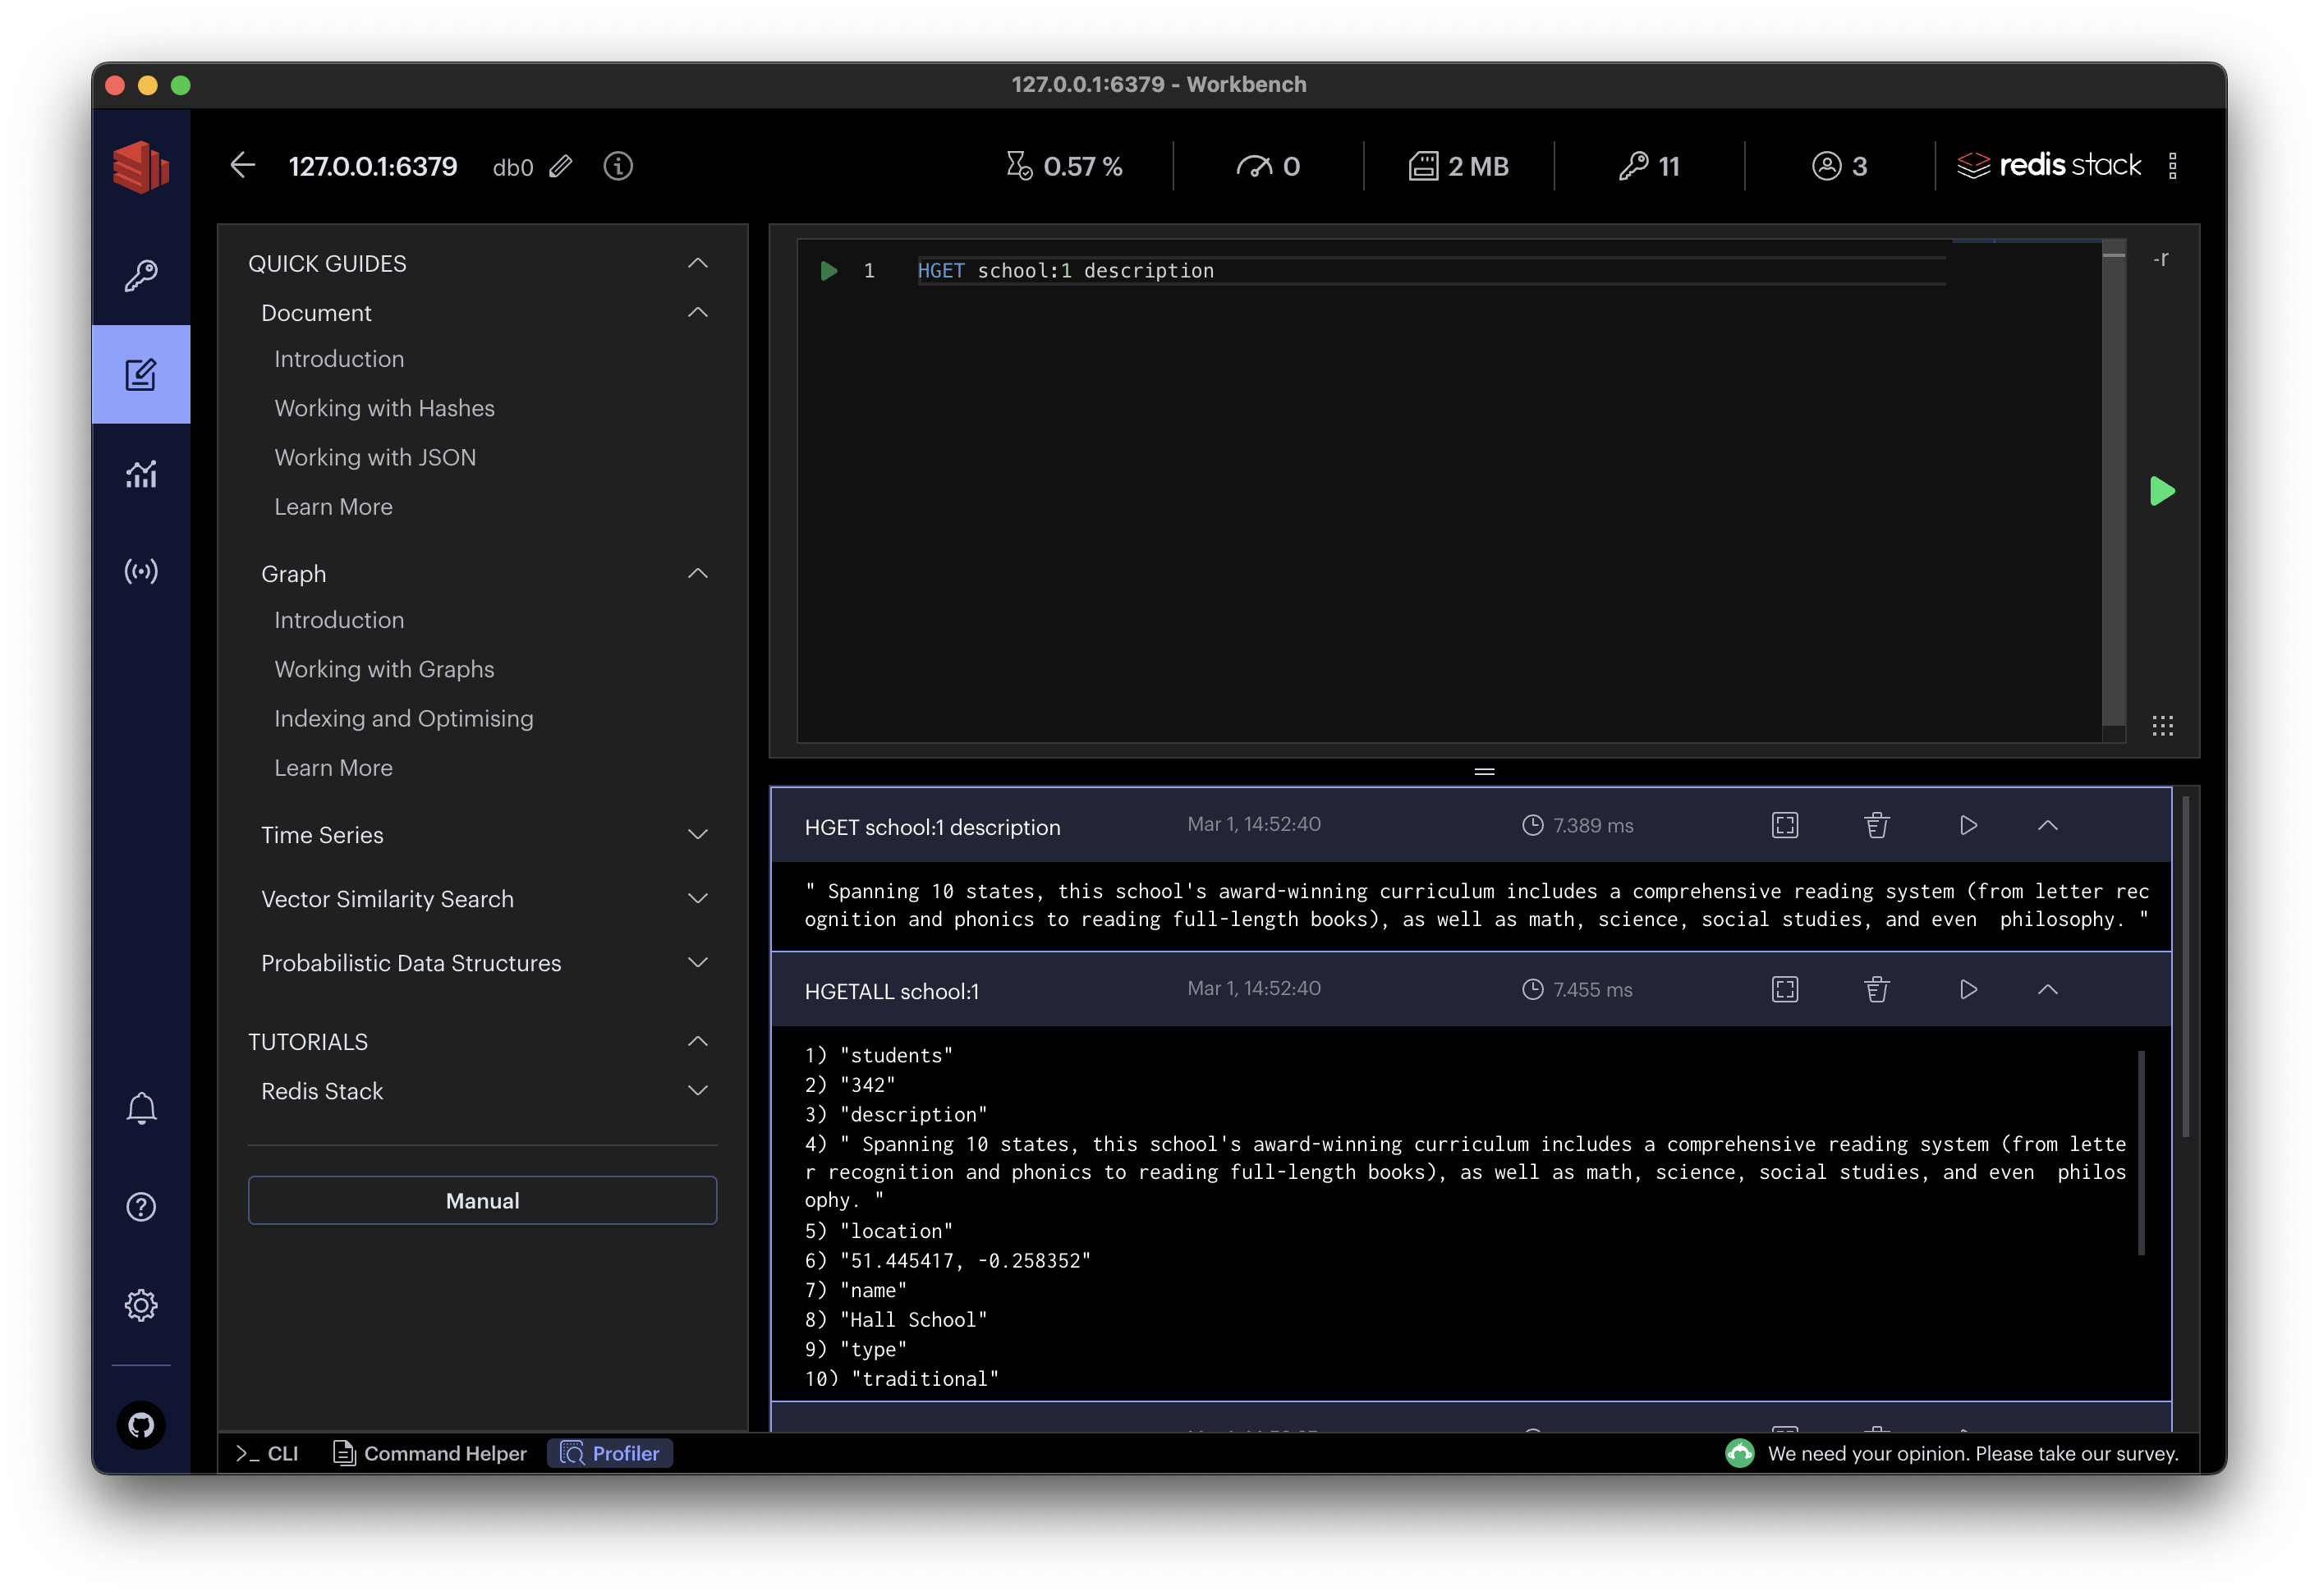 127.0.0.1:6379 - Workbench
127.0.0.1:6379 db0 0.57 % 0 2 MB 11 3 redis stack
QUICK GUIDES
Document
Introduction
Working with Hashes
Working with JSON
Learn More
Graph
Introduction
Working with Graphs
Indexing and Optimising
Learn More
Time Series
Vector Similarity Search
Probabilistic Data Structures
TUTORIALS
Redis Stack
Manual
1 HGET school:1 description
-r
HGET school:1 description Mar 1, 14:52:40 7.389 ms
" Spanning 10 states, this school's award-winning curriculum includes a comprehensive reading system (from letter rec
ognition and phonics to reading full-length books), as well as math, science, social studies, and even  philosophy. "
HGETALL school:1 Mar 1, 14:52:40 7.455 ms
1) "students"
2) "342"
3) "description"
4) " Spanning 10 states, this school's award-winning curriculum includes a comprehensive reading system (from lette
r recognition and phonics to reading full-length books), as well as math, science, social studies, and even  philos
ophy. "
5) "location"
6) "51.445417, -0.258352"
7) "name"
8) "Hall School"
9) "type"
10) "traditional"
>_ CLI Command Helper Profiler We need your opinion. Please take our survey.